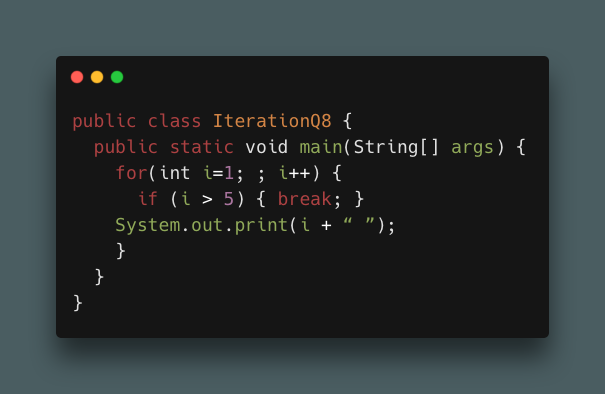 public class IterationQ8 {
  public static void main(String[] args) {
    for(int i=1; ; i++) {
      if (i > 5) { break; }
    System.out.print(i + “ ”);
    }
  }
}